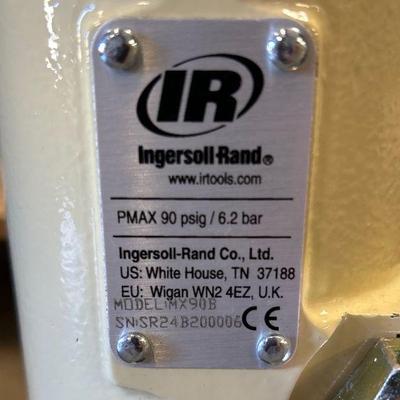 IR
Ingersoll-Rand®
www.irtools.com
PMAX 90 psig / 6.2 bar
Ingersoll-Rand Co., Ltd.
US: White House, TN 37188
EU: Wigan WN2 4EZ, U.K.
MODEL:MX90B
SN:SR24B200006 CE